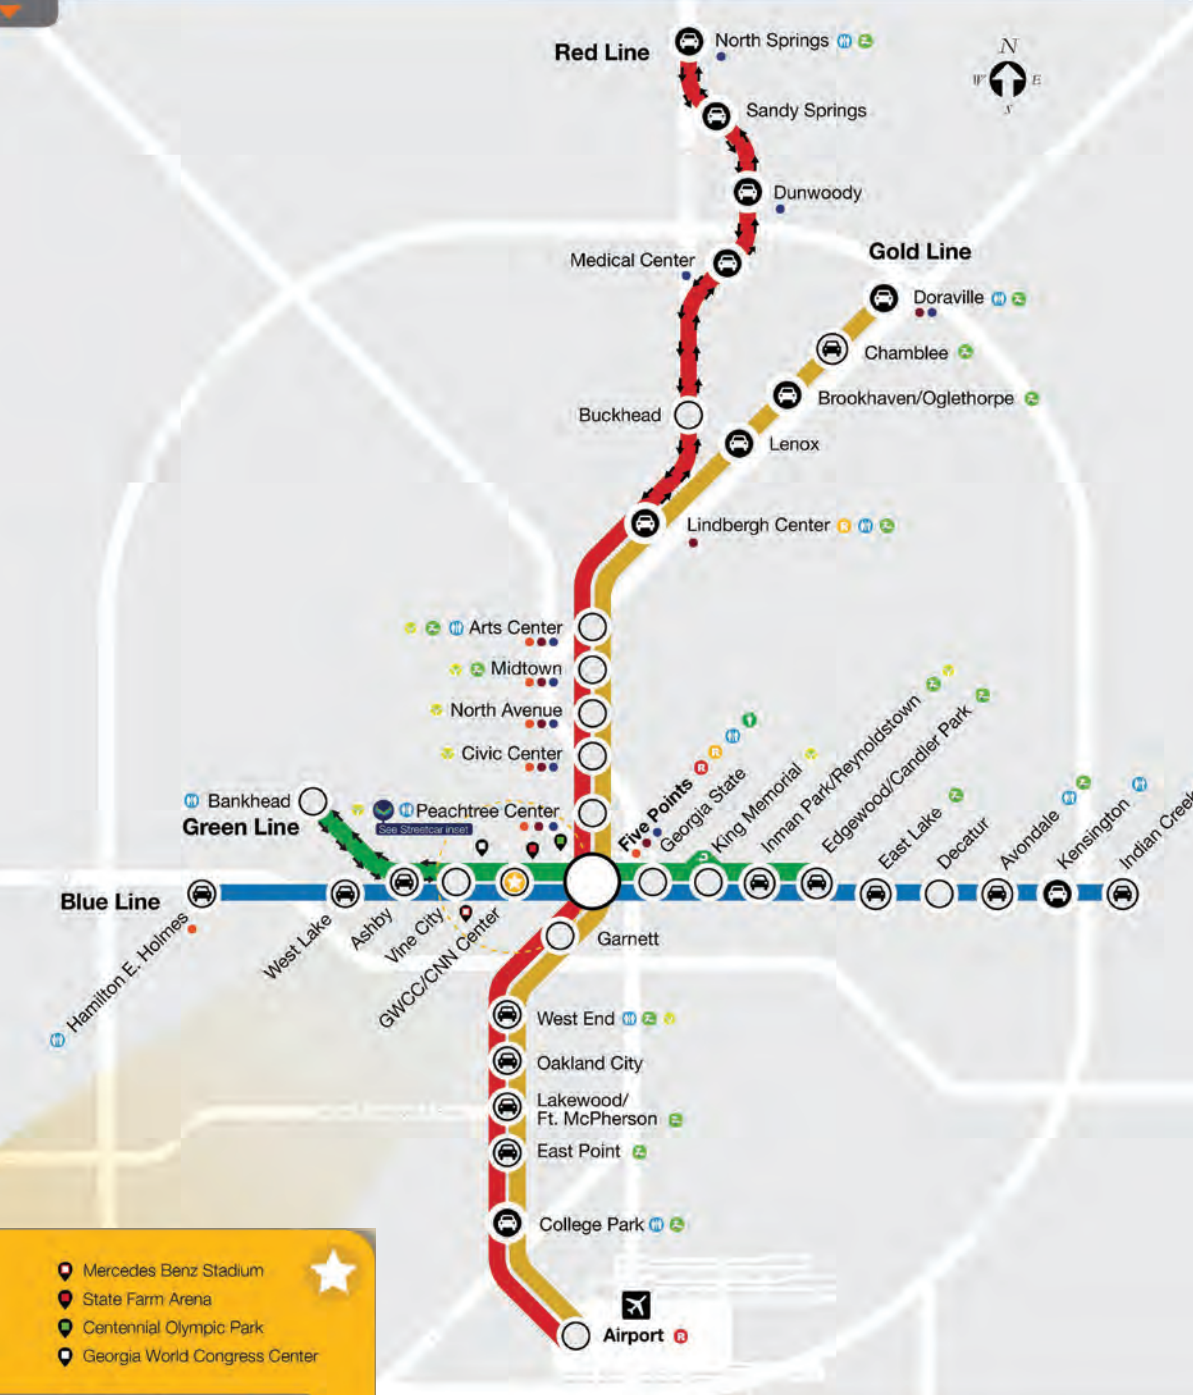 Red Line
North Springs
N
W E
S
Sandy Springs
Dunwoody
Medical Center
Gold Line
Doraville
Chamblee
Brookhaven/Oglethorpe
Buckhead
Lenox
Lindbergh Center R
Arts Center
Midtown
North Avenue
Civic Center
Bankhead
Green Line
Peachtree Center
See Streetcar inset
Five Points R R
Georgia State
King Memorial
Inman Park/Reynoldstown
Edgewood/Candler Park
East Lake
Decatur
Avondale
Kensington
Indian Creek
Blue Line
Hamilton E. Holmes
West Lake
Ashby
Vine City
GWCC/CNN Center
Garnett
West End
Oakland City
Lakewood/
Ft. McPherson
East Point
College Park
Airport R
Mercedes Benz Stadium
State Farm Arena
Centennial Olympic Park
Georgia World Congress Center